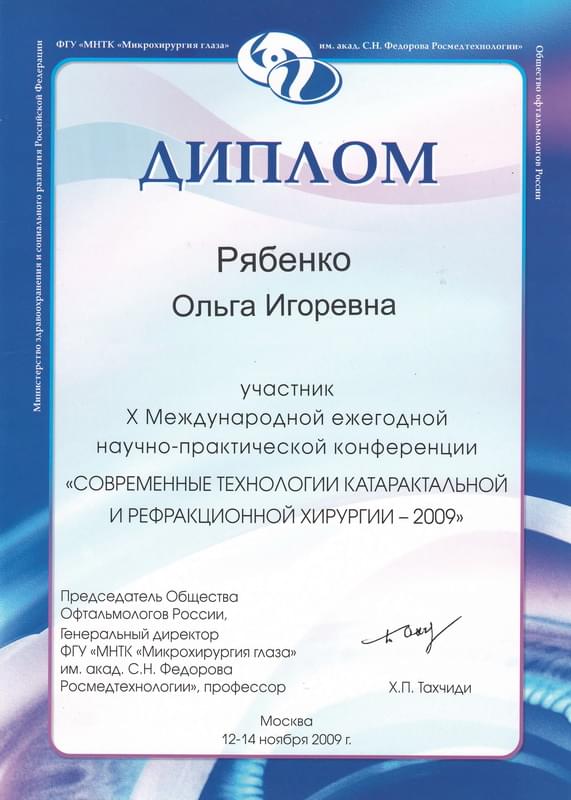 ФГУ «МНТК «Микрохирургия глаза» им. акад. С.Н. Федорова Росмедтехнологии»
Министерство здравоохранения и социального развития Российской Федерации
Общество офтальмологов России
ДИПЛОМ
Рябенко
Ольга Игоревна
участник
X Международной ежегодной
научно-практической конференции
«СОВРЕМЕННЫЕ ТЕХНОЛОГИИ КАТАРАКТАЛЬНОЙ
И РЕФРАКЦИОННОЙ ХИРУРГИИ – 2009»
Председатель Общества
Офтальмологов России,
Генеральный директор
ФГУ «МНТК «Микрохирургия глаза»
им. акад. С.Н. Федорова
Росмедтехнологии», профессор
Х.П. Тахчиди
Москва
12-14 ноября 2009 г.